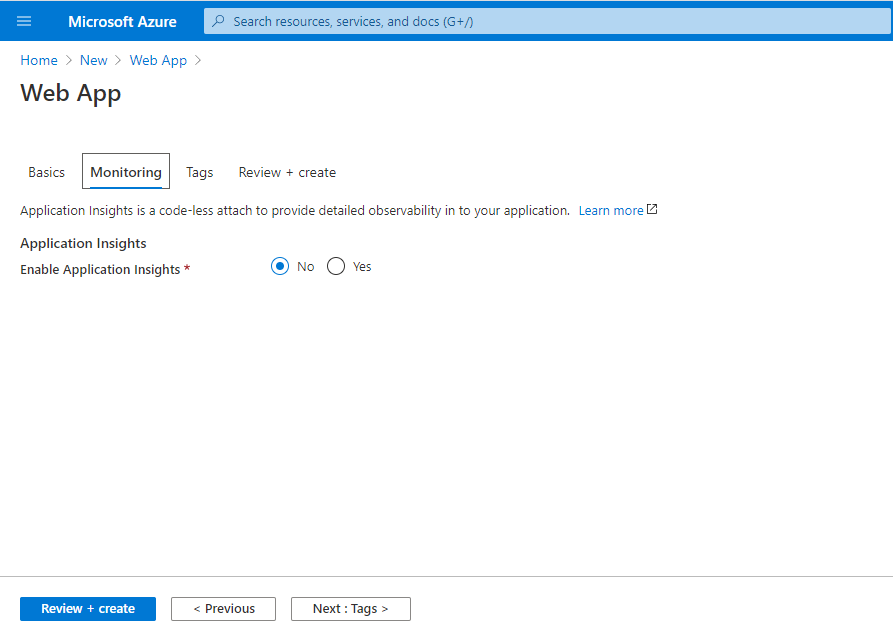 Microsoft Azure
Search resources, services, and docs (G+/)
Home > New > Web App >
Web App
Basics Monitoring Tags Review + create
Application Insights is a code-less attach to provide detailed observability in to your application. Learn more
Application Insights
Enable Application Insights * No Yes
Review + create < Previous Next : Tags >